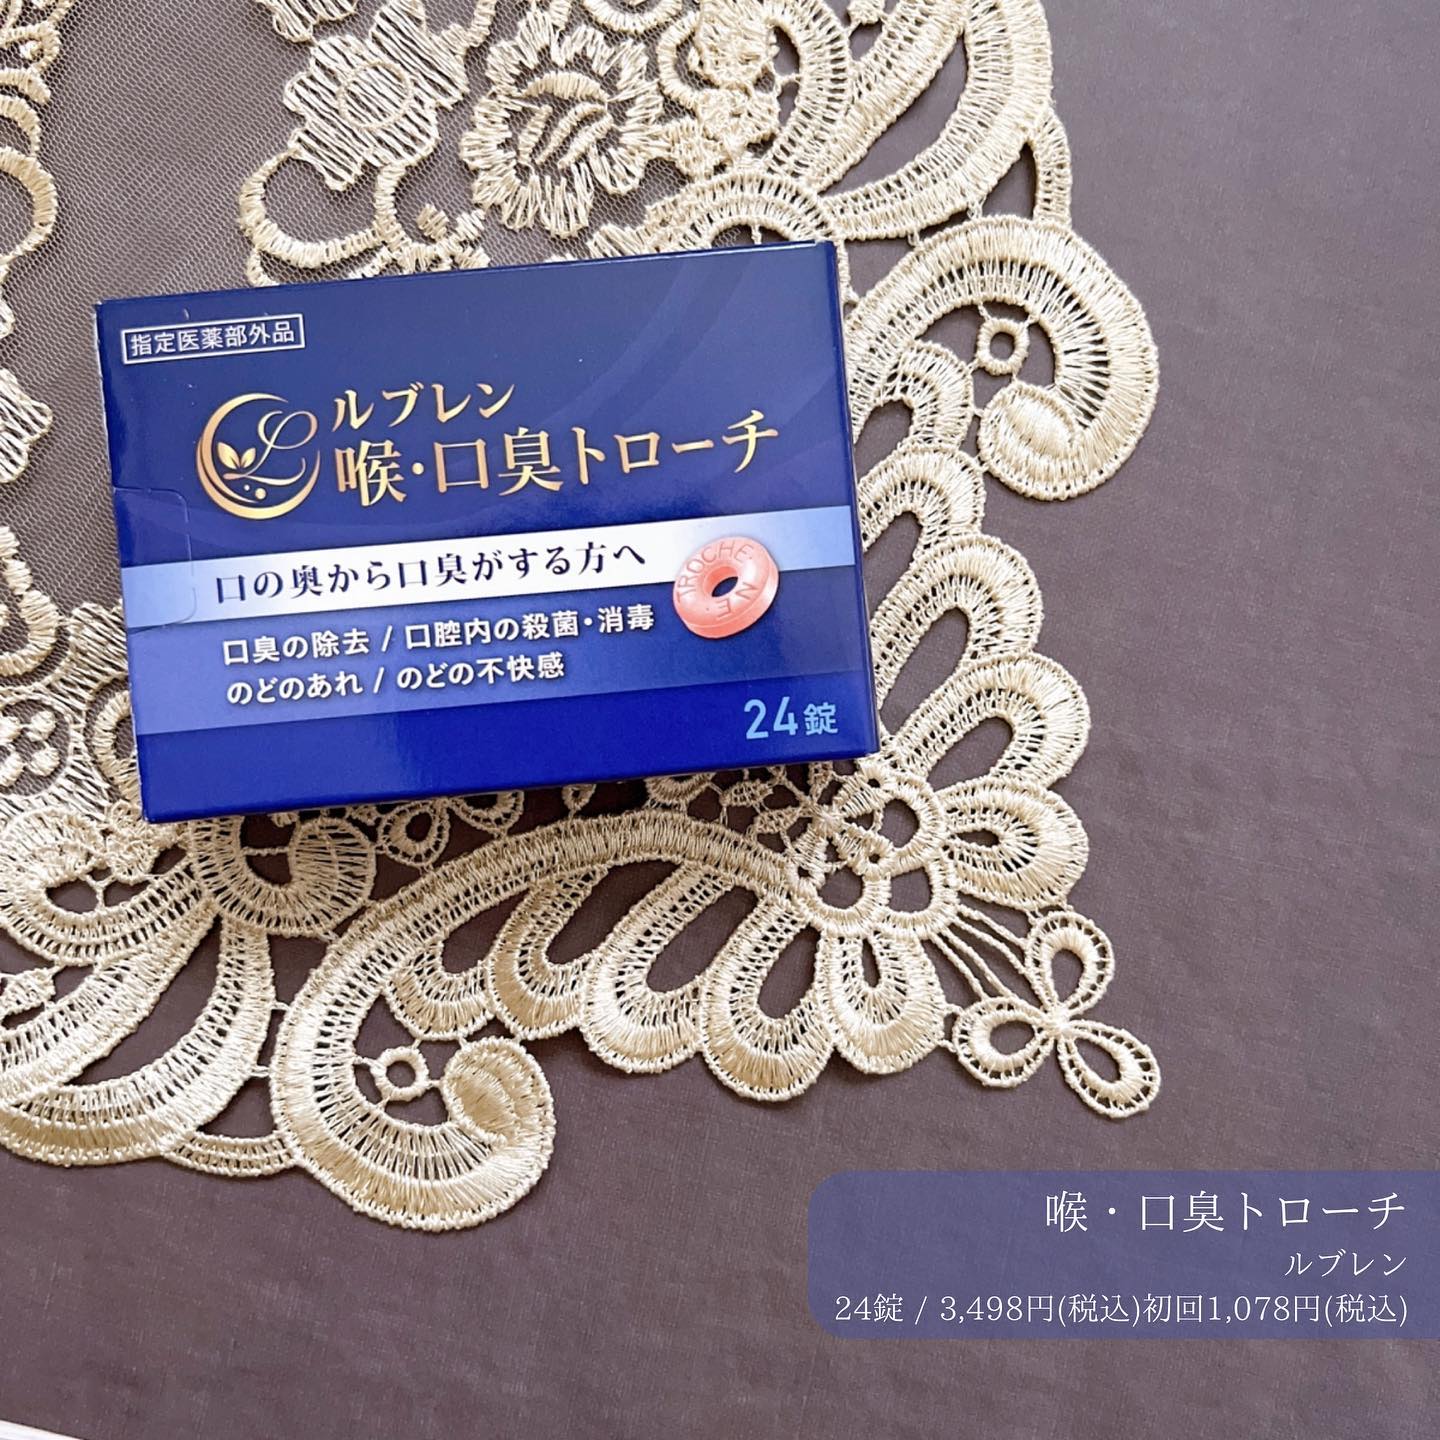 指定医薬部外品
ルブレン
喉・口臭トローチ
口の奥から口臭がする方へ
口臭の除去 / 口腔内の殺菌・消毒
のどのあれ / のどの不快感
TROCHE・NE・
24錠
喉・口臭トローチ
ルブレン
24錠 / 3,498円(税込)初回1,078円(税込)